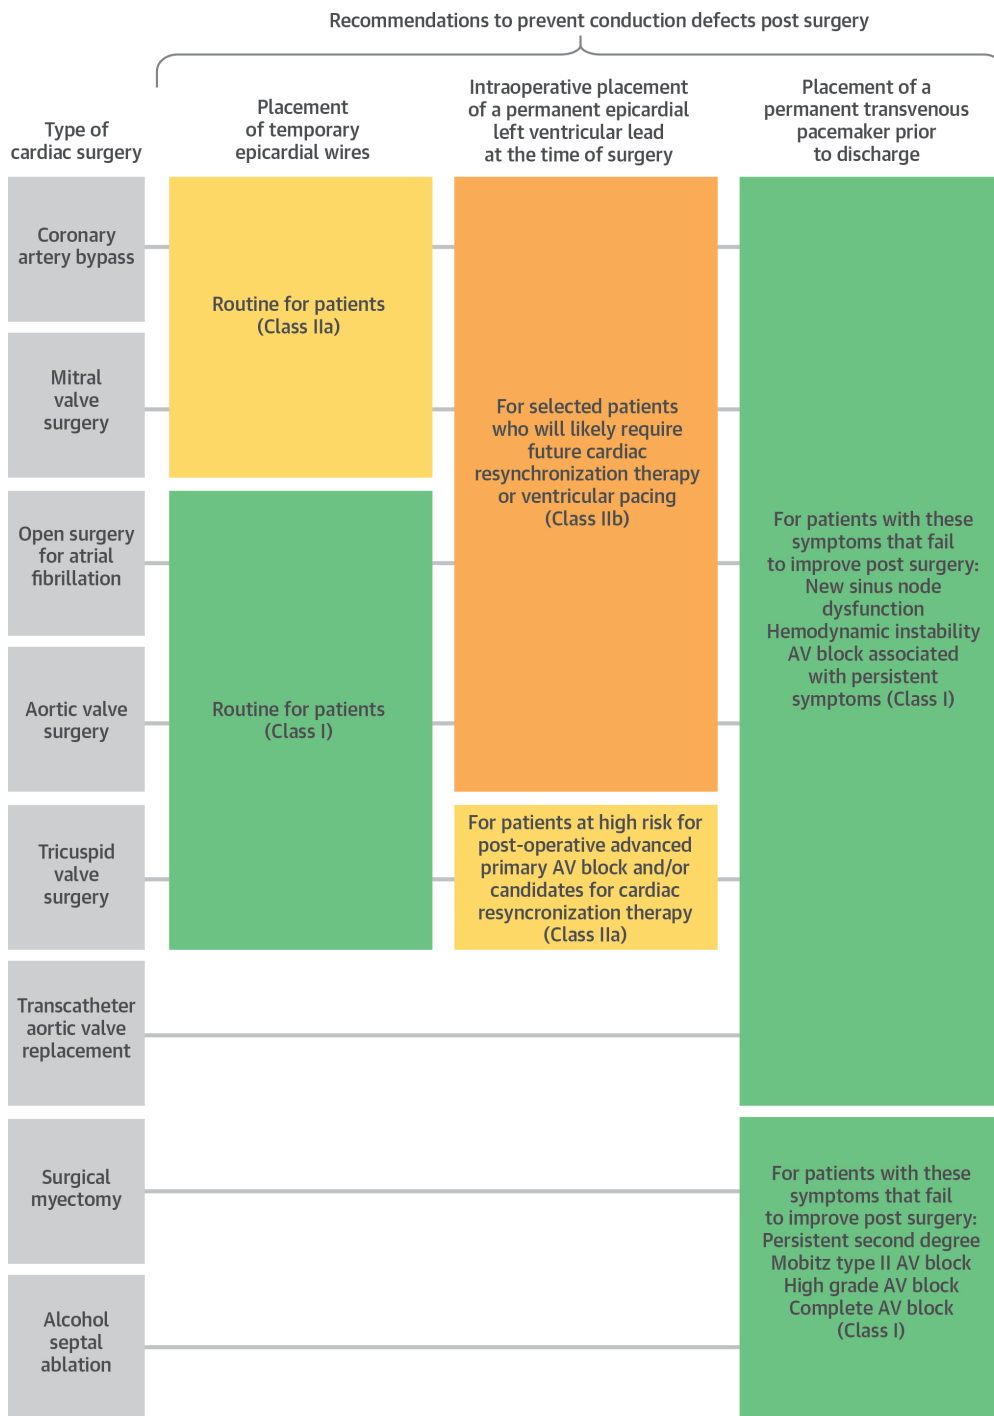 Recommendations to prevent conduction defects post surgery
Type of
cardiac surgery
Placement
of temporary
epicardial wires
Intraoperative placement
of a permanent epicardial
left ventricular lead
at the time of surgery
Placement of a
permanent transvenous
pacemaker prior
to discharge
Coronary
artery bypass
Mitral
valve
surgery
Open surgery
for atrial
fibrillation
Aortic valve
surgery
Tricuspid
valve
surgery
Transcatheter
aortic valve
replacement
Surgical
myectomy
Alcohol
septal
ablation
Routine for patients
(Class IIa)
Routine for patients
(Class I)
For selected patients
who will likely require
future cardiac
resynchronization therapy
or ventricular pacing
(Class IIb)
For patients at high risk for
post-operative advanced
primary AV block and/or
candidates for cardiac
resyncronization therapy
(Class IIa)
For patients with these
symptoms that fail
to improve post surgery:
New sinus node
dysfunction
Hemodynamic instability
AV block associated
with persistent
symptoms (Class I)
For patients with these
symptoms that fail
to improve post surgery:
Persistent second degree
Mobitz type II AV block
High grade AV block
Complete AV block
(Class I)